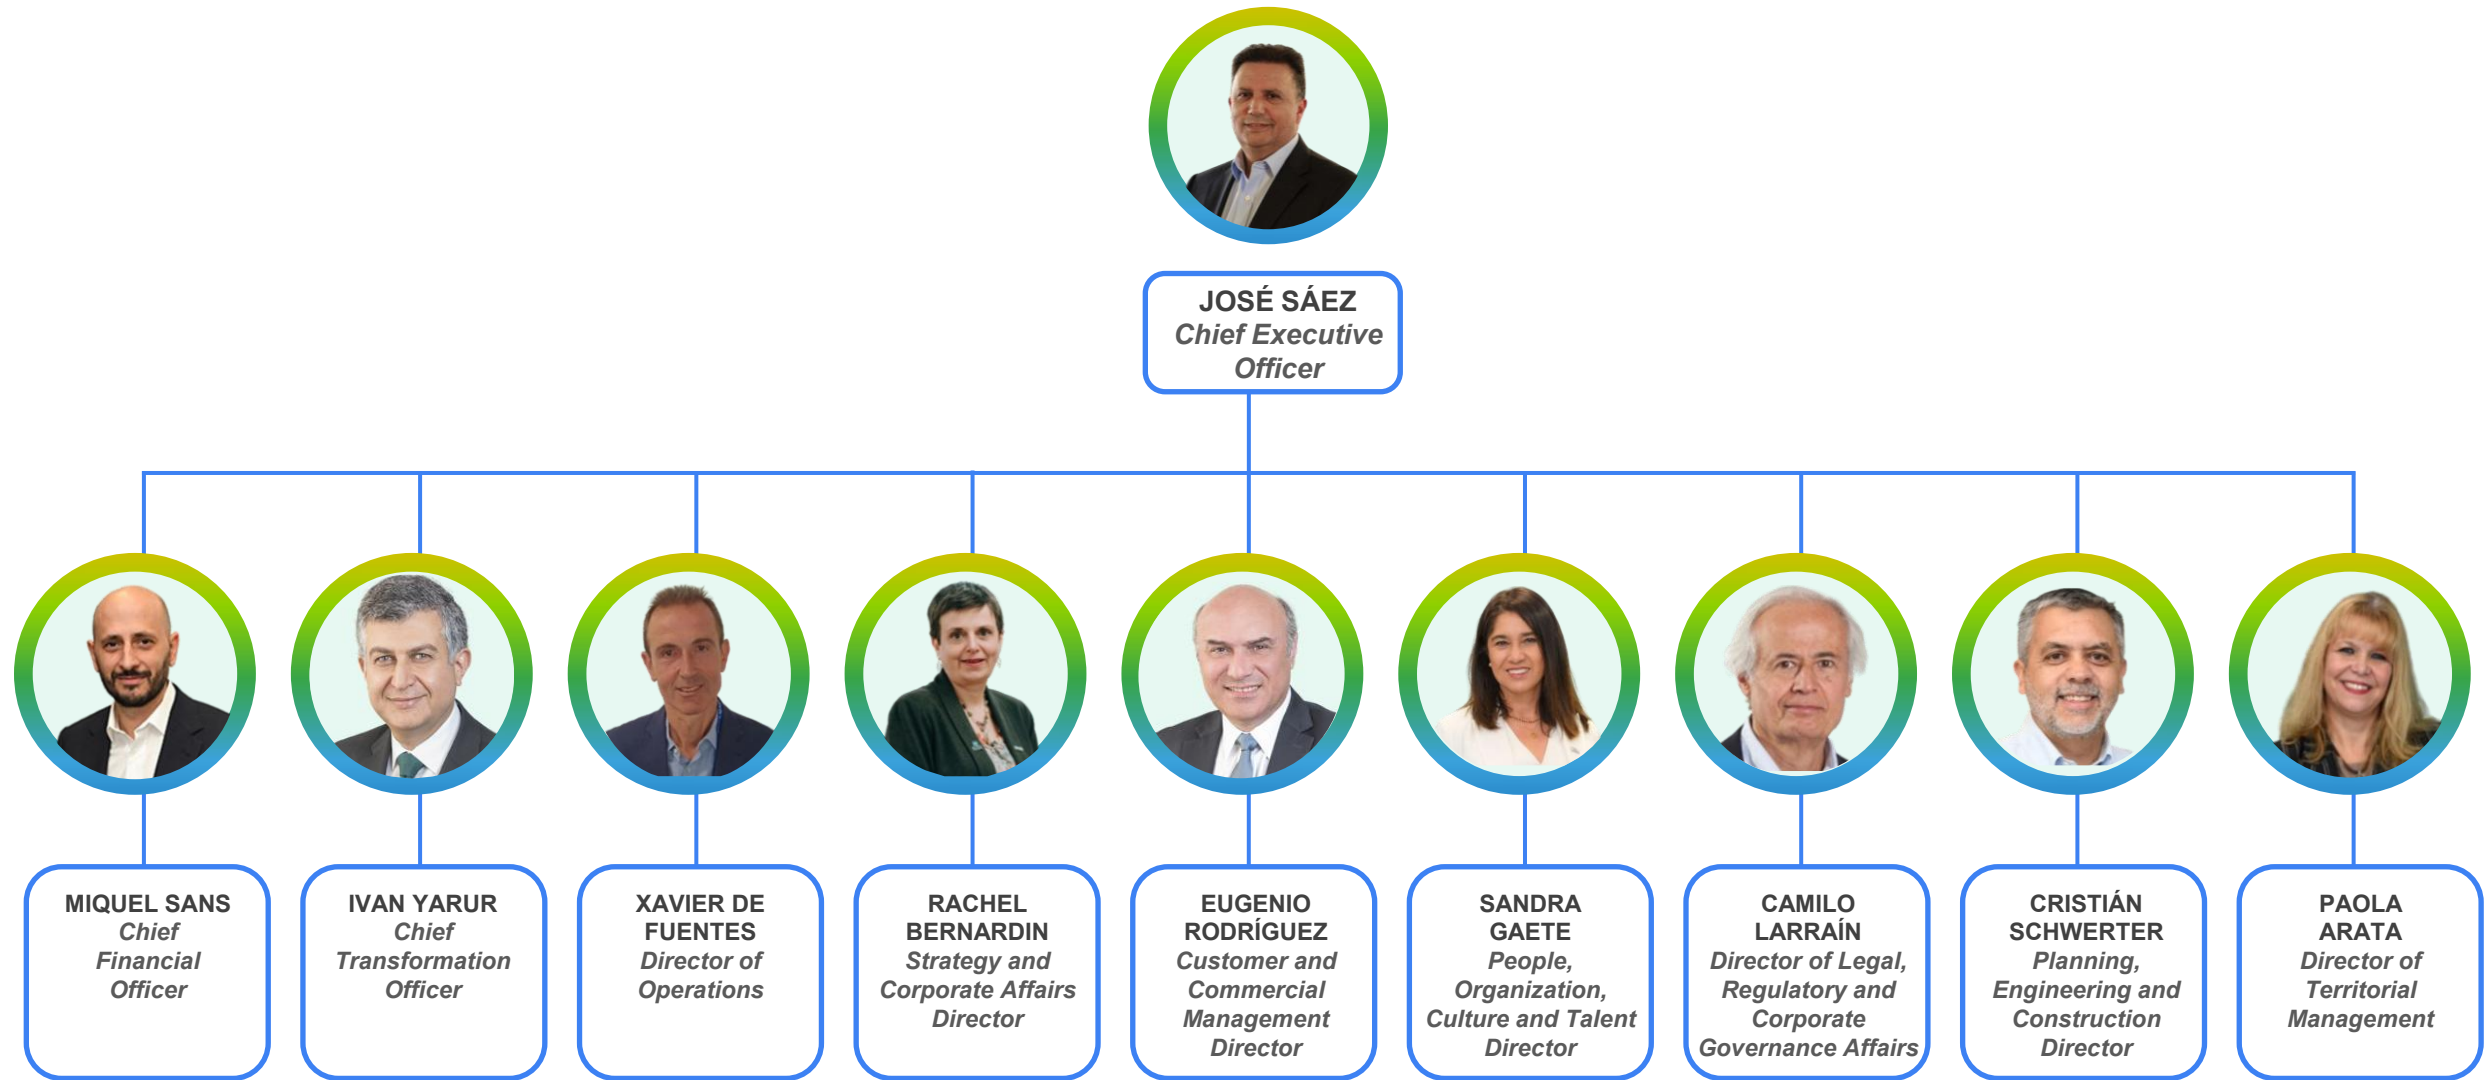 JOSÉ SÁEZ
Chief Executive
Officer
MIQUEL SANS
Chief
Financial
Officer
IVAN YARUR
Chief
Transformation
Officer
XAVIER DE
FUENTES
Director of
Operations
RACHEL
BERNARDIN
Strategy and
Corporate Affairs
Director
EUGENIO
RODRÍGUEZ
Customer and
Commercial
Management
Director
SANDRA
GAETE
People,
Organization,
Culture and Talent
Director
CAMILO
LARRAÍN
Director of Legal,
Regulatory and
Corporate
Governance Affairs
CRISTIÁN
SCHWERTER
Planning,
Engineering and
Construction
Director
PAOLA
ARATA
Director of
Territorial
Management